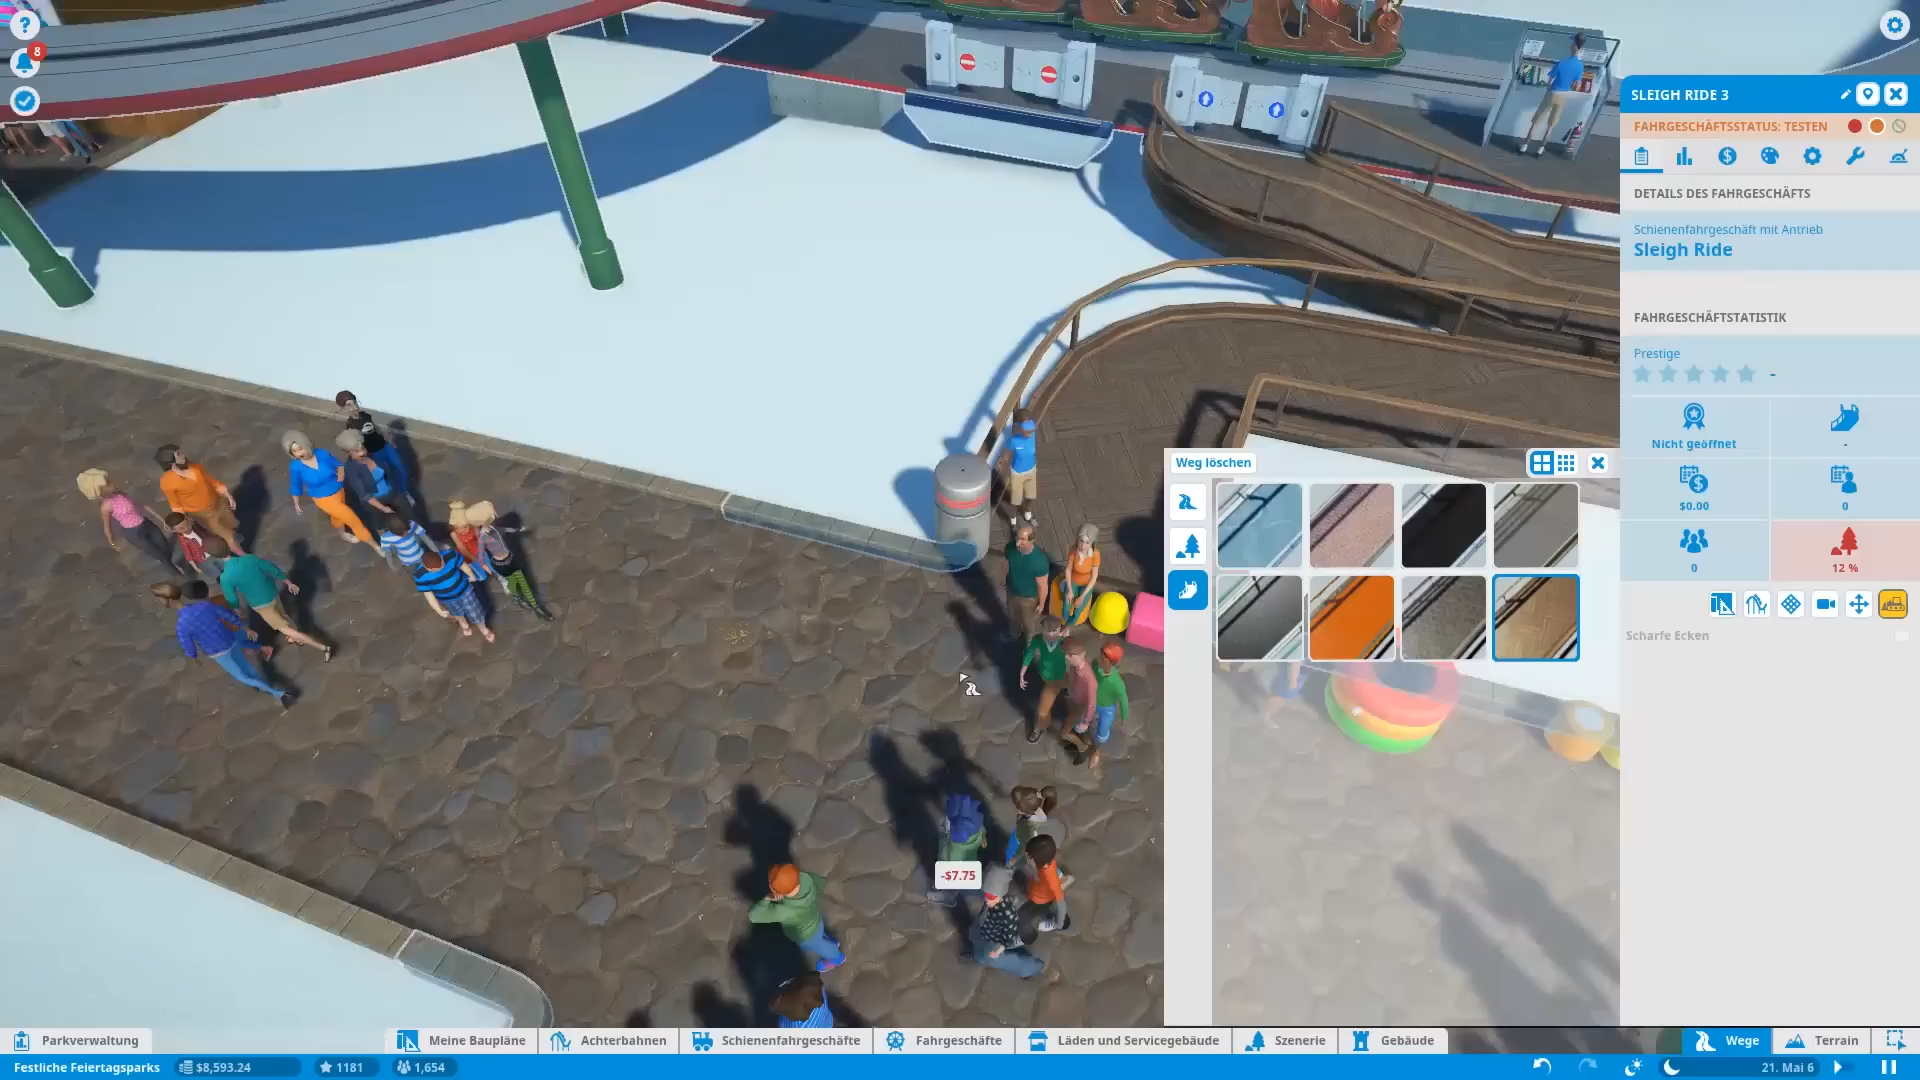 8
SLEIGH RIDE 3
FAHRGESCHÄFTSSTATUS: TESTEN
DETAILS DES FAHRGESCHÄFTS
Schienenfahrgeschäft mit Antrieb
Sleigh Ride
FAHRGESCHÄFTSTATISTIK
Prestige
-
Nicht geöffnet
-
$0.00
0
0
12 %
Scharfe Ecken
Weg löschen
-$7.75
Parkverwaltung
Meine Baupläne
Achterbahnen
Schienenfahrgeschäfte
Fahrgeschäfte
Läden und Servicegebäude
Szenerie
Gebäude
Wege
Terrain
Festliche Feiertagsparks
$8,593.24
1181
1,654
21. Mai 6